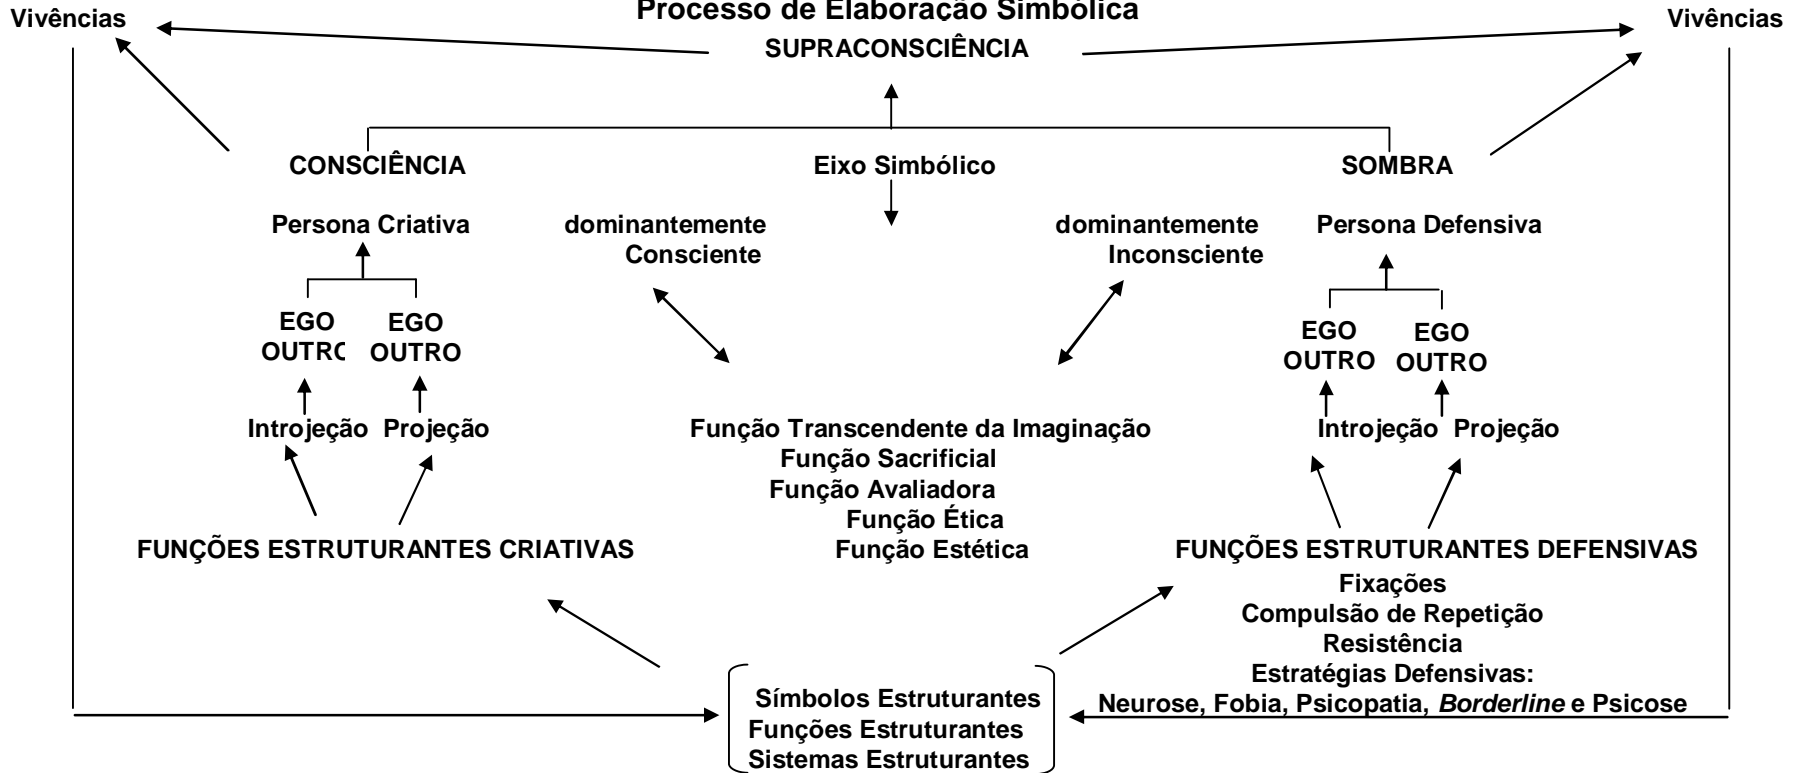 Processo de Elaboração Simbólica
Vivências
Vivências
SUPRACONSCIÊNCIA
CONSCIÊNCIA
Eixo Simbólico
SOMBRA
Persona Criativa
dominantemente
Consciente
dominantemente
Inconsciente
Persona Defensiva
EGO
OUTRO
EGO
OUTRO
EGO
OUTRO
EGO
OUTRO
Introjeção Projeção
Função Transcendente da Imaginação
Função Sacrificial
Função Avaliadora
Função Ética
Função Estética
Introjeção Projeção
FUNÇÕES ESTRUTURANTES CRIATIVAS
FUNÇÕES ESTRUTURANTES DEFENSIVAS
Fixações
Compulsão de Repetição
Resistência
Estratégias Defensivas:
Neurose, Fobia, Psicopatia, Borderline e Psicose
Símbolos Estruturantes
Funções Estruturantes
Sistemas Estruturantes